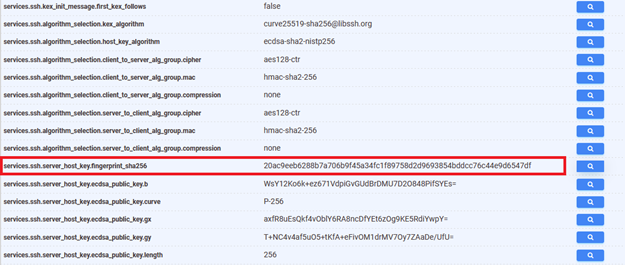 services.ssh.kex_init_message.first_kex_follows false
services.ssh.algorithm_selection.kex_algorithm curve25519-sha256@libssh.org
services.ssh.algorithm_selection.host_key_algorithm ecdsa-sha2-nistp256
services.ssh.algorithm_selection.client_to_server_alg_group.cipher aes128-ctr
services.ssh.algorithm_selection.client_to_server_alg_group.mac hmac-sha2-256
services.ssh.algorithm_selection.client_to_server_alg_group.compression none
services.ssh.algorithm_selection.server_to_client_alg_group.cipher aes128-ctr
services.ssh.algorithm_selection.server_to_client_alg_group.mac hmac-sha2-256
services.ssh.algorithm_selection.server_to_client_alg_group.compression none
services.ssh.server_host_key.fingerprint_sha256 20ac9eeb6288b7a706b9f45a34fc1f89758d2d9693854bddcc76c44e9d6547df
services.ssh.server_host_key.ecdsa_public_key.b WsY12Ko6k+ez671VdpiGvGUdBrDMU7D2O848PifSYEs=
services.ssh.server_host_key.ecdsa_public_key.curve P-256
services.ssh.server_host_key.ecdsa_public_key.gx axfR8uEsQkf4vOblY6RA8ncDfYEt6zOg9KE5RdiYwpY=
services.ssh.server_host_key.ecdsa_public_key.gy T+NC4v4af5uO5+tKfA+eFivOM1drMV7Oy7ZAaDe/UfU=
services.ssh.server_host_key.ecdsa_public_key.length 256